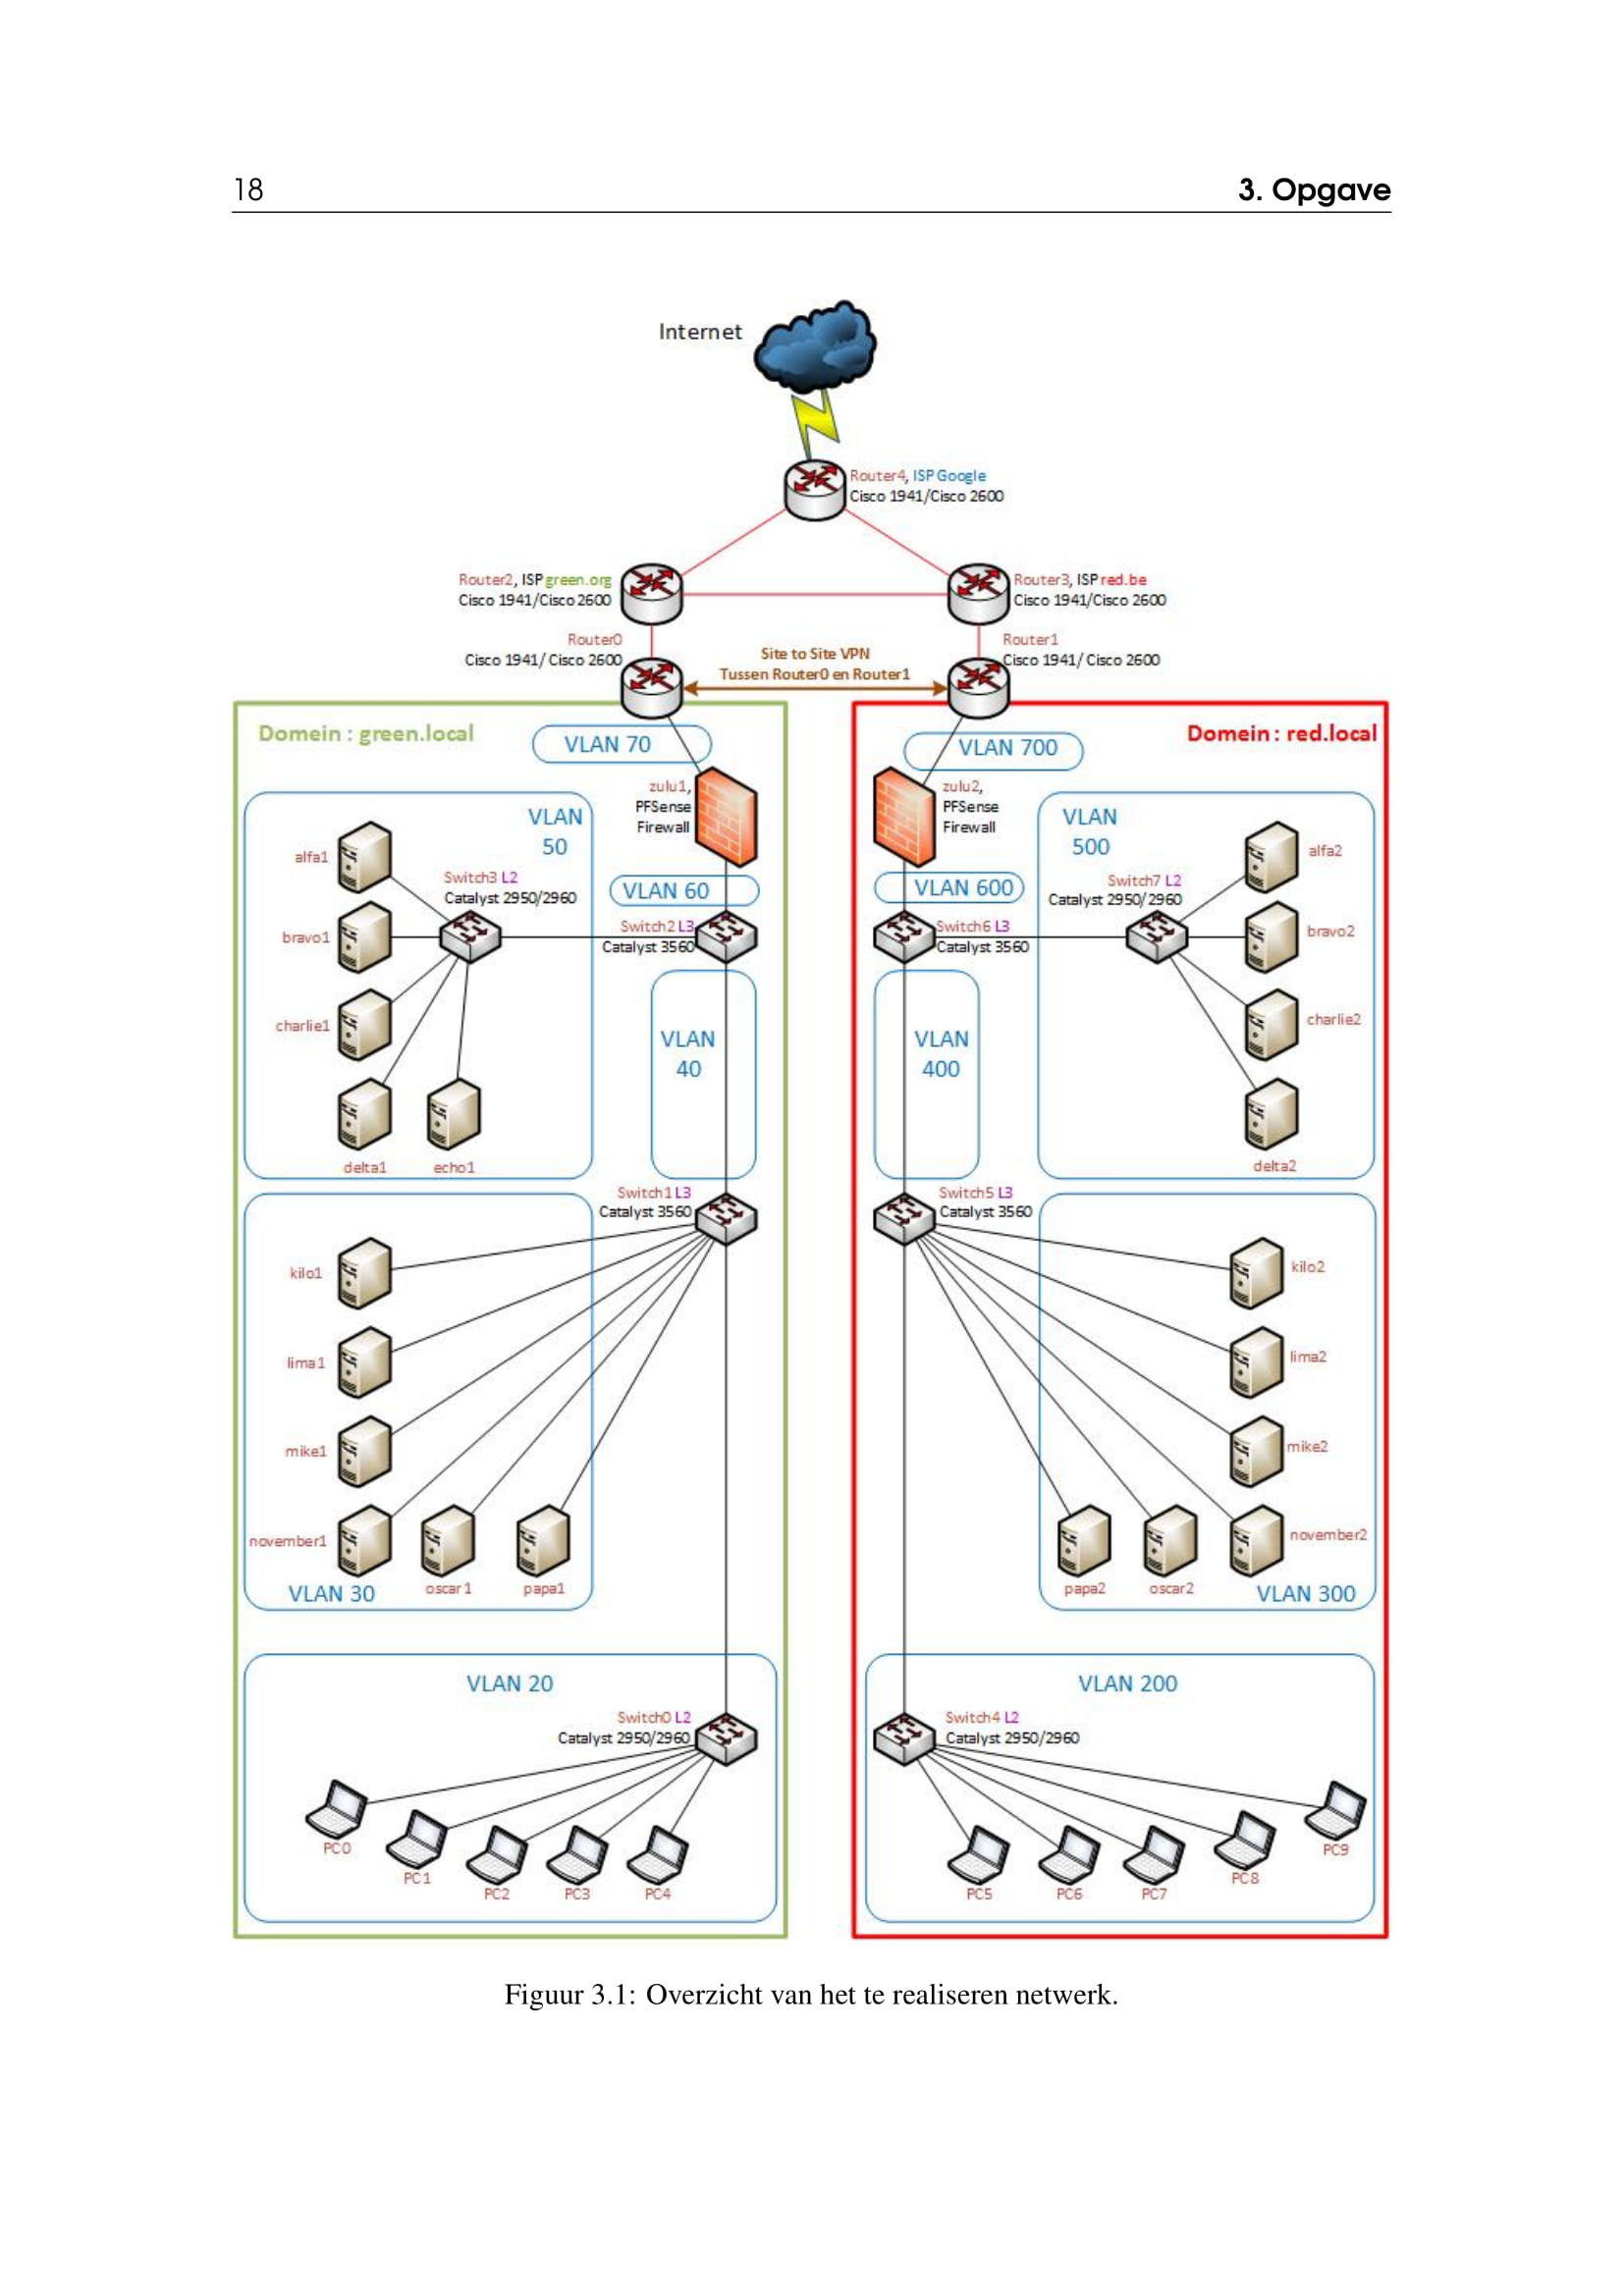 18
3. Opgave
Internet
Router4, ISP Google
Cisco 1941/Cisco 2600
Router2, ISP green.org
Cisco 1941/Cisco 2600
Router3, ISP red.be
Cisco 1941/Cisco 2600
Router0
Cisco 1941/ Cisco 2600
Router1
Cisco 1941/ Cisco 2600
Site to Site VPN
Tussen Router0 en Router1
Domein : green.local
VLAN 70
zulu1,
PFSense
Firewall
VLAN
50
alfa1
Switch3 L2
Catalyst 2950/2960
VLAN 60
bravo1
Switch2 L3
Catalyst 3560
charlie1
VLAN
40
delta1
echo1
Switch1 L3
Catalyst 3560
kilo1
lima1
mike1
november1
oscar1
papa1
VLAN 30
VLAN 20
Switch0 L2
Catalyst 2950/2960
PC0
PC1
PC2
PC3
PC4
Domein : red.local
VLAN 700
zulu2,
PFSense
Firewall
VLAN
500
alfa2
Switch7 L2
Catalyst 2950/2960
VLAN 600
bravo2
Switch6 L3
Catalyst 3560
charlie2
VLAN
400
delta2
Switch5 L3
Catalyst 3560
kilo2
lima2
mike2
november2
papa2
oscar2
VLAN 300
VLAN 200
Switch4 L2
Catalyst 2950/2960
PC5
PC6
PC7
PC8
PC9
Figuur 3.1: Overzicht van het te realiseren netwerk.